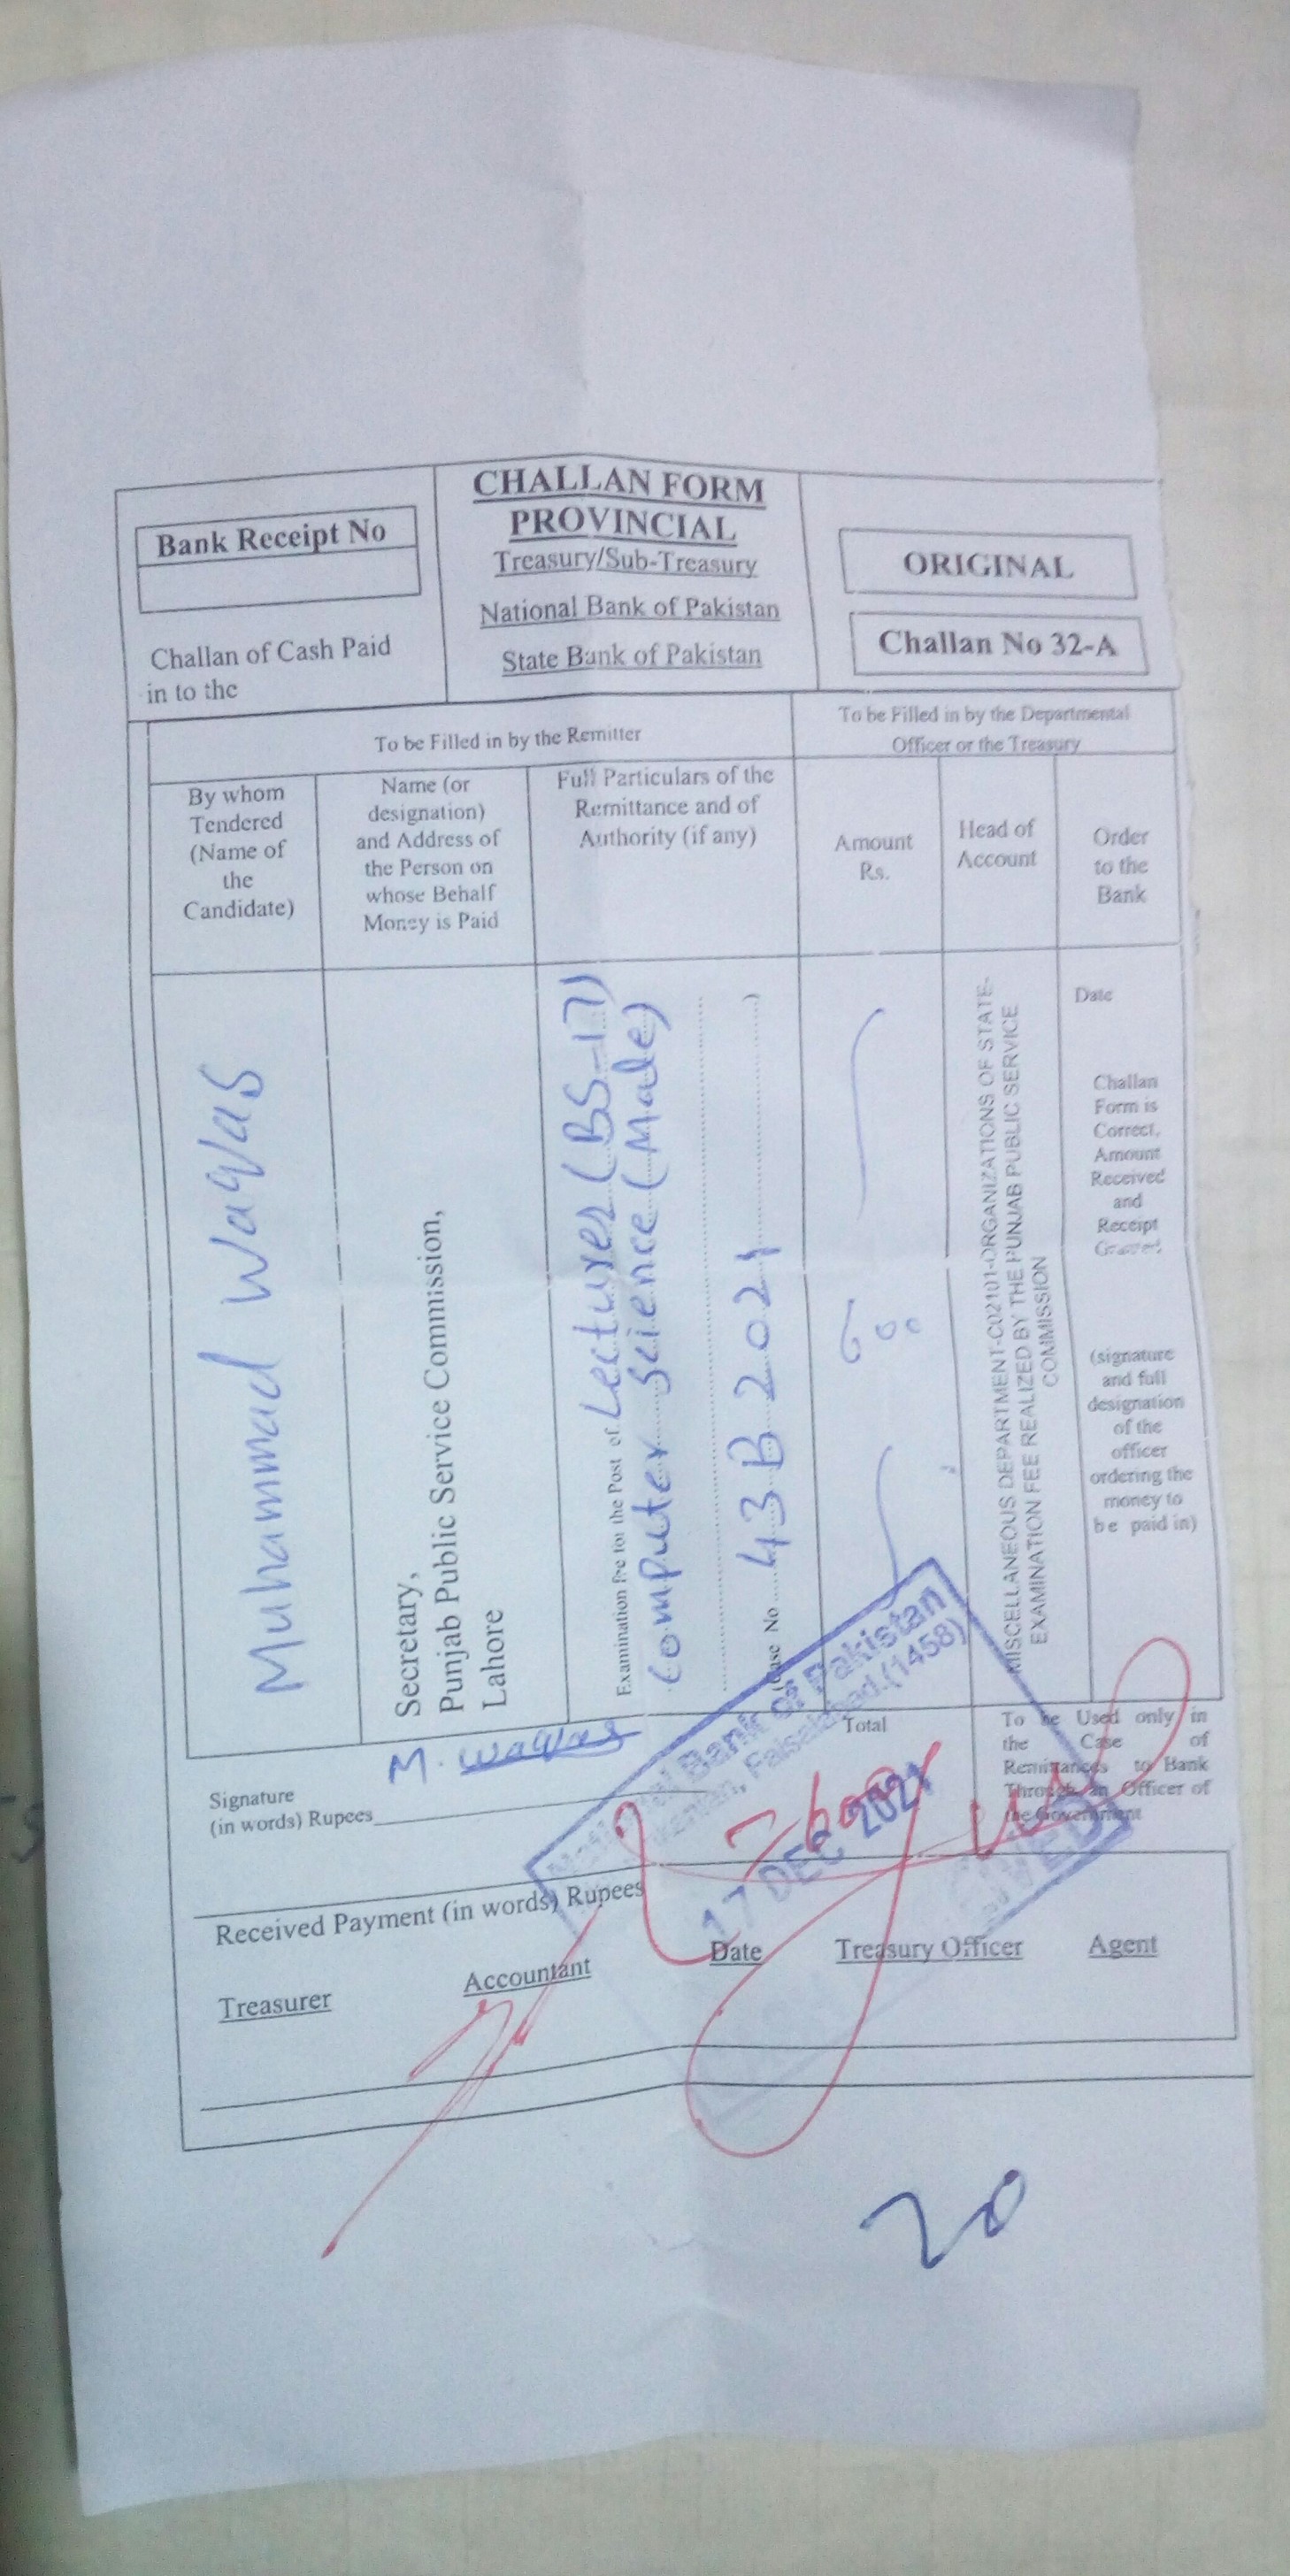 Bank Receipt No
Challan of Cash Paid
in to the
CHALLAN FORM
PROVINCIAL
Treasury/Sub-Treasury
National Bank of Pakistan
State Bank of Pakistan
ORIGINAL
Challan No 32-A
To be Filled in by the Remitter
To be Filled in by the Departmental
Officer or the Treasury
By whom
Tendered
(Name of
the
Candidate)
Name (or
designation)
and Address of
the Person on
whose Behalf
Money is Paid
Full Particulars of the
Remittance and of
Authority (if any)
Amount
Rs.
Head of
Account
Order
to the
Bank
Muhammad Waqas
Secretary,
Punjab Public Service Commission,
Lahore
Examination fee for the Post of Lecturer (BS-17)
Computer Science (Male)
(Case No 43B 2021 )
600
MISCELLANEOUS DEPARTMENT-C02101-ORGANIZATIONS OF STATE-
EXAMINATION FEE REALIZED BY THE PUNJAB PUBLIC SERVICE
COMMISSION
Date
Challan
Form is
Correct,
Amount
Received
and
Receipt
(signature
and full
designation
of the
officer
ordering the
money to
be paid in)
M. Waqas
Signature
(in words) Rupees
Total
To be Used only in
the Case of
Remittances to Bank
Through an Officer of
the Government
Bank of Pakistan
Faisalabad.(1458)
17 DEC 2021
Received Payment (in words) Rupees
Treasurer
Accountant
Date
Treasury Officer
Agent
20